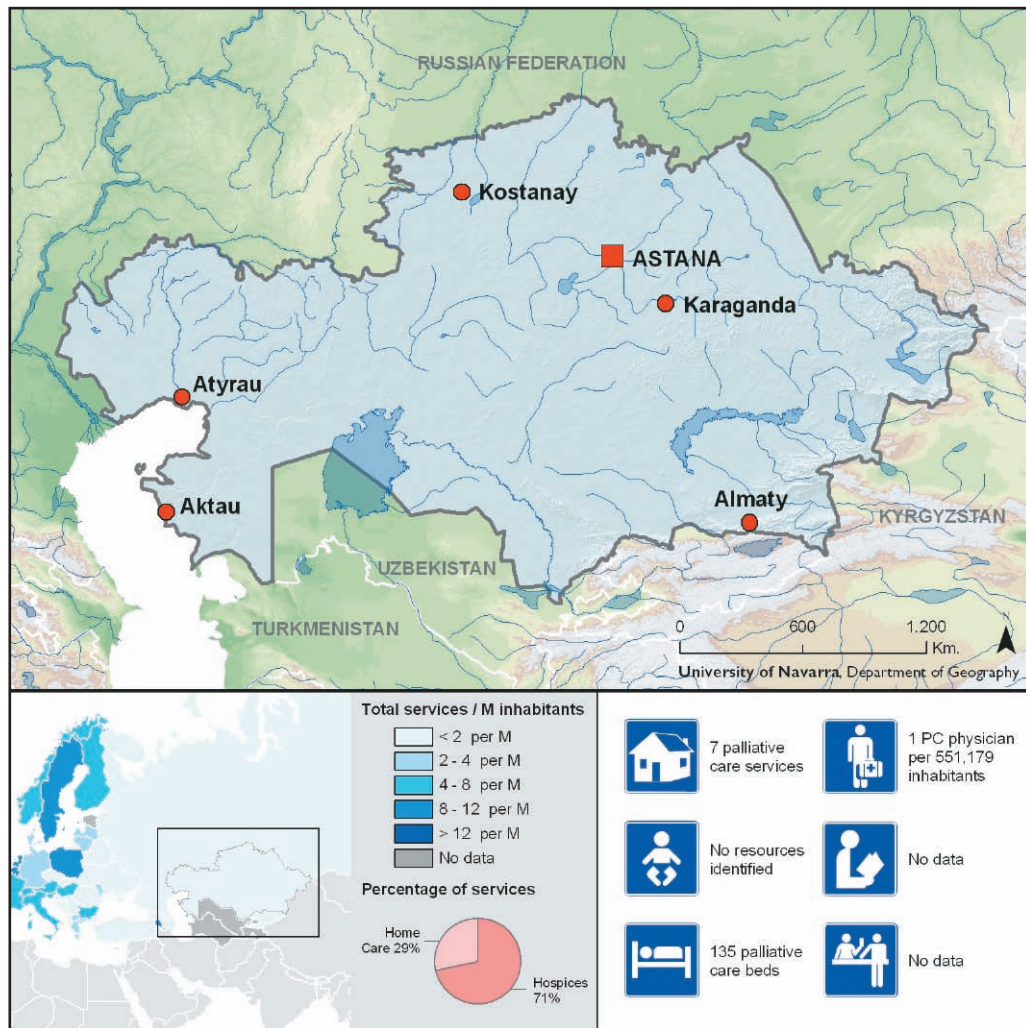 RUSSIAN FEDERATION
Kostanay
ASTANA
Karaganda
Atyrau
Aktau
Almaty
KYRGYZSTAN
UZBEKISTAN
TURKMENISTAN
0 600 1.200
Km.
University of Navarra, Department of Geography
Total services / M inhabitants
< 2 per M
2 - 4 per M
4 - 8 per M
8 - 12 per M
> 12 per M
No data
Percentage of services
Home
Care 29%
Hospices
71%
7 palliative
care services
1 PC physician
per 551,179
inhabitants
No resources
identified
No data
135 palliative
care beds
No data